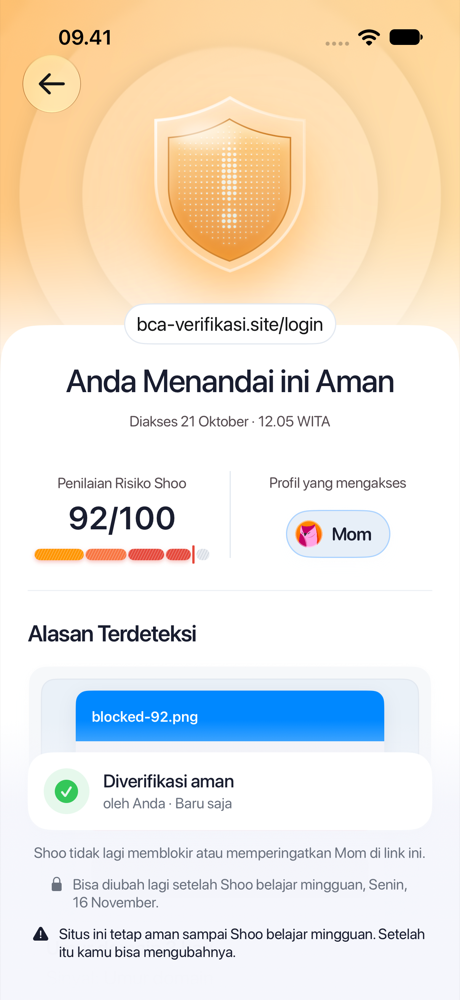 09.41
bca-verifikasi.site/login
Anda Menandai ini Aman
Diakses 21 Oktober · 12.05 WITA
Penilaian Risiko Shoo
92/100
Profil yang mengakses
Mom
Alasan Terdeteksi
blocked-92.png
Diverifikasi aman
oleh Anda · Baru saja
Shoo tidak lagi memblokir atau memperingatkan Mom di link ini.
Bisa diubah lagi setelah Shoo belajar mingguan, Senin,
16 November.
Situs ini tetap aman sampai Shoo belajar mingguan. Setelah
itu kamu bisa mengubahnya.